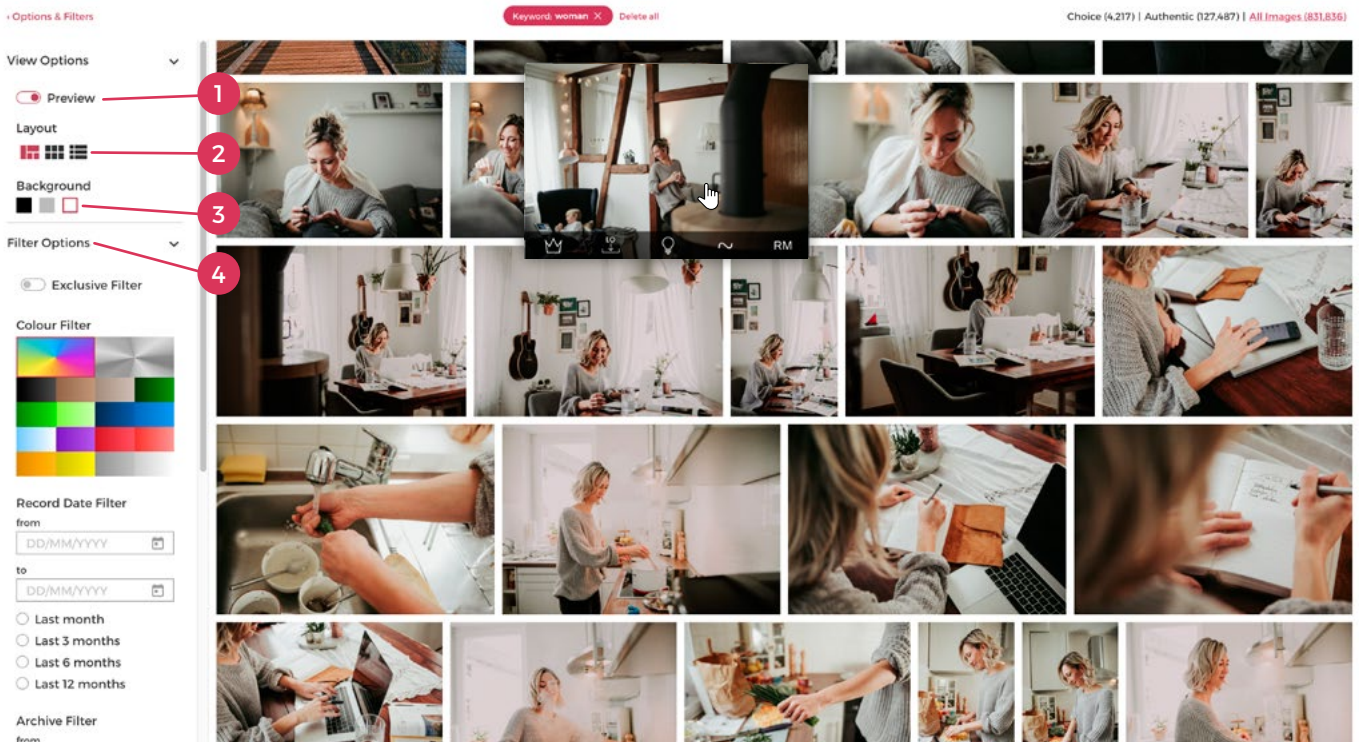 ‹ Options & Filters
Keyword: woman X
Delete all
Choice (4,217) | Authentic (127,487) | All Images (831,836)
View Options
Preview
1
Layout
2
Background
3
Filter Options
4
LO
RM
Exclusive Filter
Colour Filter
Record Date Filter
from
DD/MM/YYYY
to
DD/MM/YYYY
Last month
Last 3 months
Last 6 months
Last 12 months
Archive Filter
from